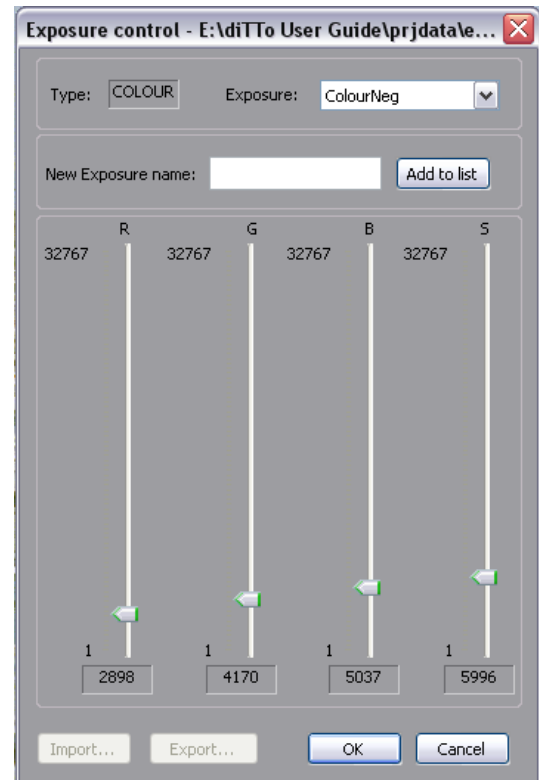 Exposure control - E:\diTTo User Guide\prjdata\e...
Type: COLOUR Exposure: ColourNeg
New Exposure name: Add to list
R G B S
32767 32767 32767 32767
1 1 1 1
2898 4170 5037 5996
Import... Export... OK Cancel